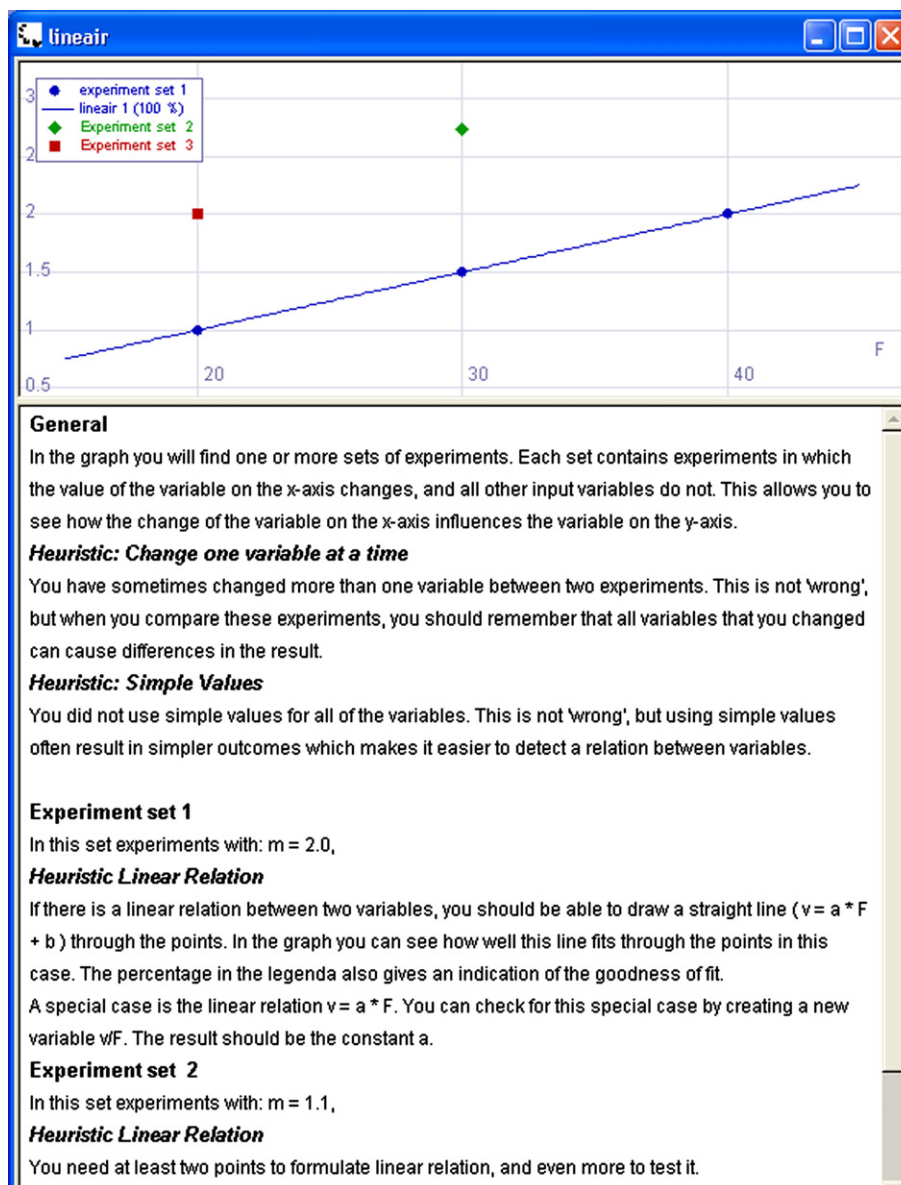 lineair
3
experiment set 1
lineair 1 (100 %)
Experiment set 2
2
Experiment set 3
2
1.5
1
F
20
30
40
0.5
General
In the graph you will find one or more sets of experiments. Each set contains experiments in which
the value of the variable on the x-axis changes, and all other input variables do not. This allows you to
see how the change of the variable on the x-axis influences the variable on the y-axis.
Heuristic: Change one variable at a time
You have sometimes changed more than one variable between two experiments. This is not 'wrong',
but when you compare these experiments, you should remember that all variables that you changed
can cause differences in the result.
Heuristic: Simple Values
You did not use simple values for all of the variables. This is not 'wrong', but using simple values
often result in simpler outcomes which makes it easier to detect a relation between variables.
Experiment set 1
In this set experiments with: m = 2.0,
Heuristic Linear Relation
If there is a linear relation between two variables, you should be able to draw a straight line ( v = a * F
+ b ) through the points. In the graph you can see how well this line fits through the points in this
case. The percentage in the legenda also gives an indication of the goodness of fit.
A special case is the linear relation v = a * F. You can check for this special case by creating a new
variable v/F. The result should be the constant a.
Experiment set 2
In this set experiments with: m = 1.1,
Heuristic Linear Relation
You need at least two points to formulate linear relation, and even more to test it.